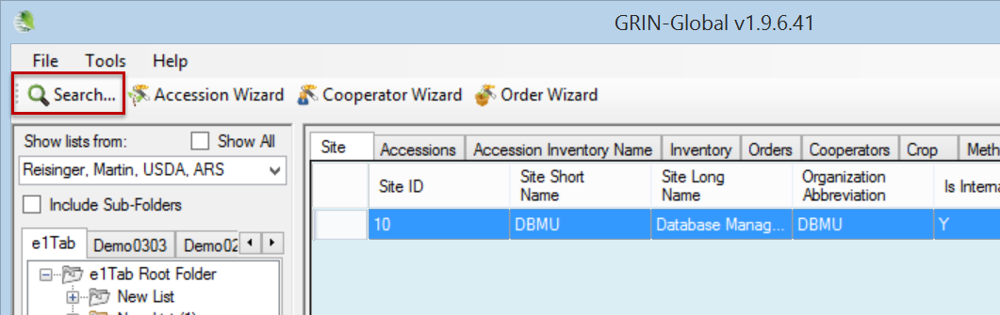 GRIN-Global v1.9.6.41
File Tools Help
Search... Accession Wizard Cooperator Wizard Order Wizard
Show lists from: Show All
Reisinger, Martin, USDA, ARS
Include Sub-Folders
e1Tab Demo0303 Demo02
e1Tab Root Folder
New List
New List (1)
Site Accessions Accession Inventory Name Inventory Orders Cooperators Crop Meth
Site ID Site Short Name Site Long Name Organization Abbreviation Is Interna
10 DBMU Database Manag... DBMU Y